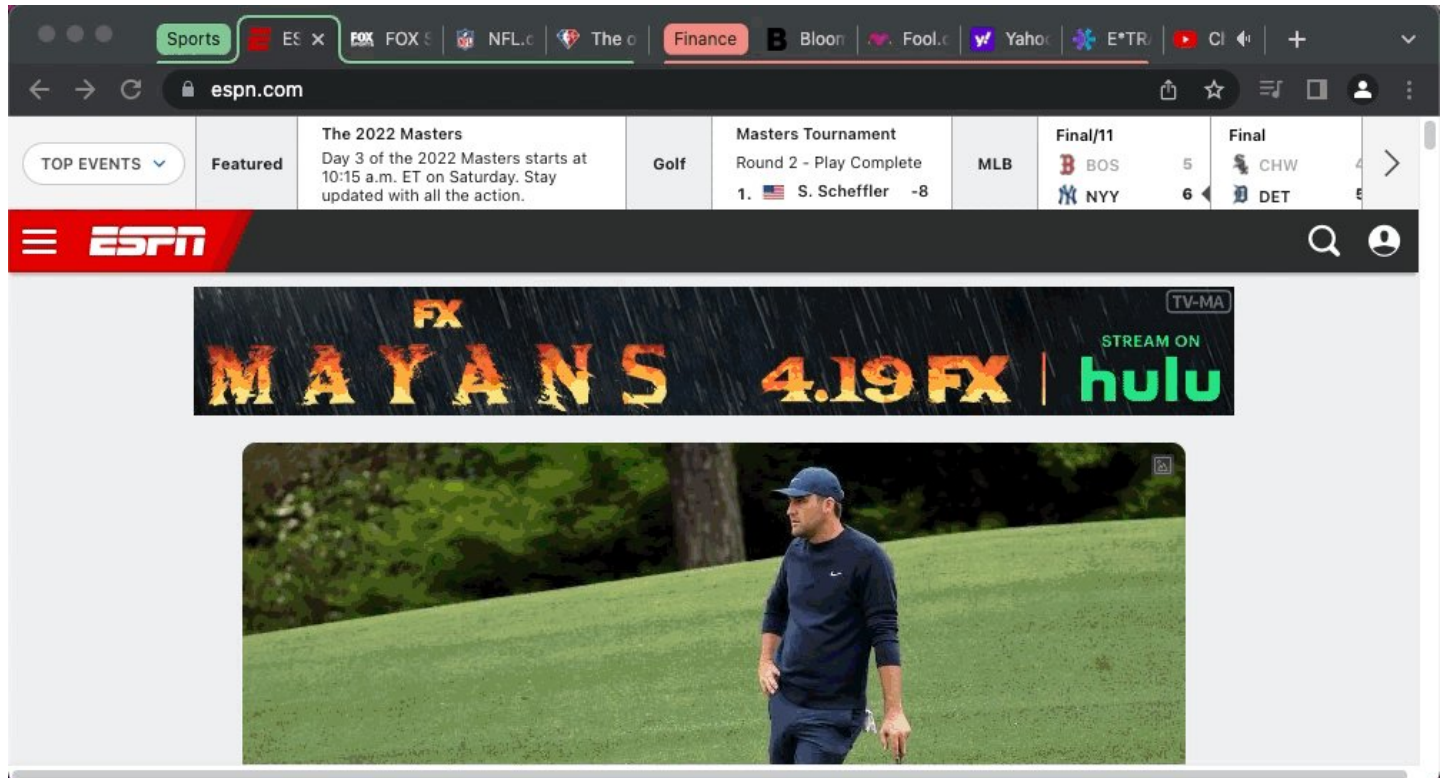 Sports
ES
FOX FOX S
NFL.c
The o
Finance
B Bloon
Fool.c
y! Yahoo
E*TR
Cl
espn.com
TOP EVENTS
Featured
The 2022 Masters
Day 3 of the 2022 Masters starts at
10:15 a.m. ET on Saturday. Stay
updated with all the action.
Golf
Masters Tournament
Round 2 - Play Complete
1. S. Scheffler -8
MLB
Final/11
BOS 5
NYY 6
Final
CHW 4
DET 5
ESPN
FX
MAYANS 4.19 FX
TV-MA
STREAM ON
hulu